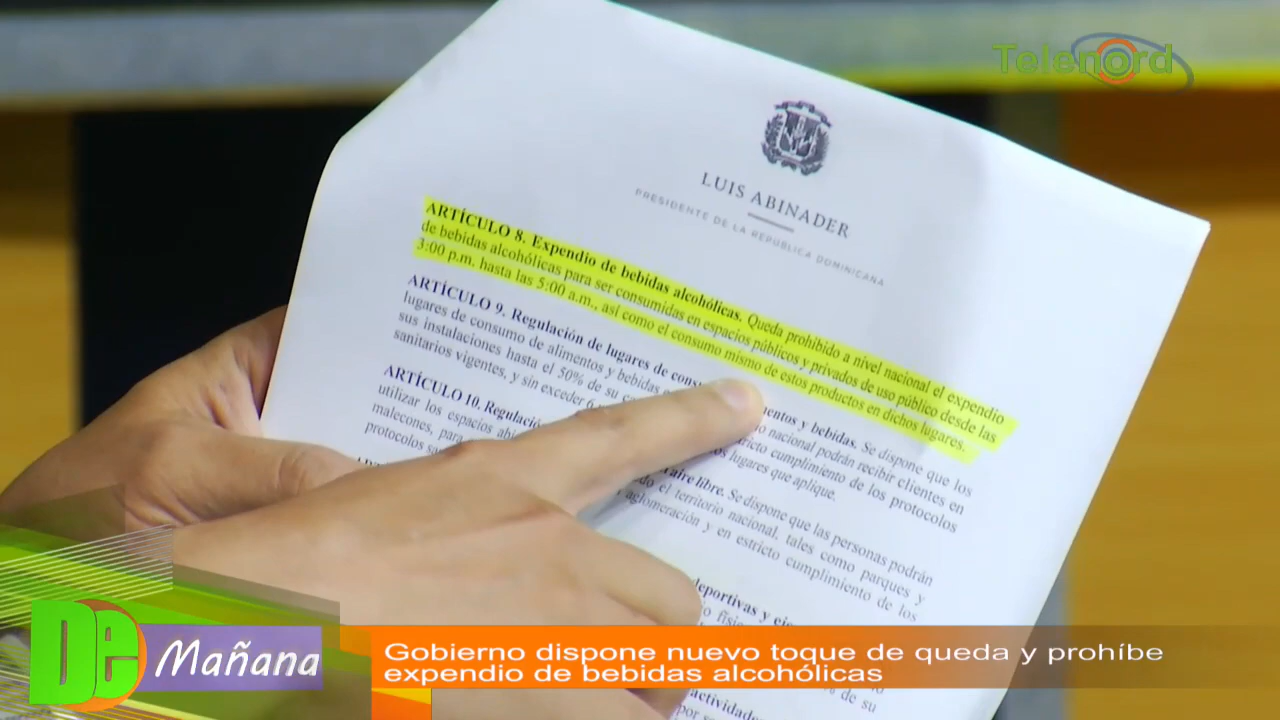 Telenord
LUIS ABINADER
PRESIDENTE DE LA REPÚBLICA DOMINICANA
ARTÍCULO 8. Expendio de bebidas alcohólicas. Queda prohibido a nivel nacional el expendio
de bebidas alcohólicas para ser consumidas en espacios públicos y privados de uso público desde las
3:00 p.m. hasta las 5:00 a.m., así como el consumo mismo de estos productos en dichos lugares.
ARTÍCULO 9. Regulación de lugares de mentos y bebidas. Se dispone que los
lugares de consumo de alimentos y bebidas nacional podrán recibir clientes en
sus instalaciones hasta el 50% de su estricto cumplimiento de los protocolos
sanitarios vigentes, y sin exceder lugares que aplique.
ARTÍCULO 10. aire libre. Se dispone que las personas podrán
utilizar los espacios el territorio nacional, tales como parques y
malecones, para aglomeración y en estricto cumplimiento de los
protocolos
deportivas y
de su
actividades
por
De Mañana
Gobierno dispone nuevo toque de queda y prohíbe
expendio de bebidas alcohólicas